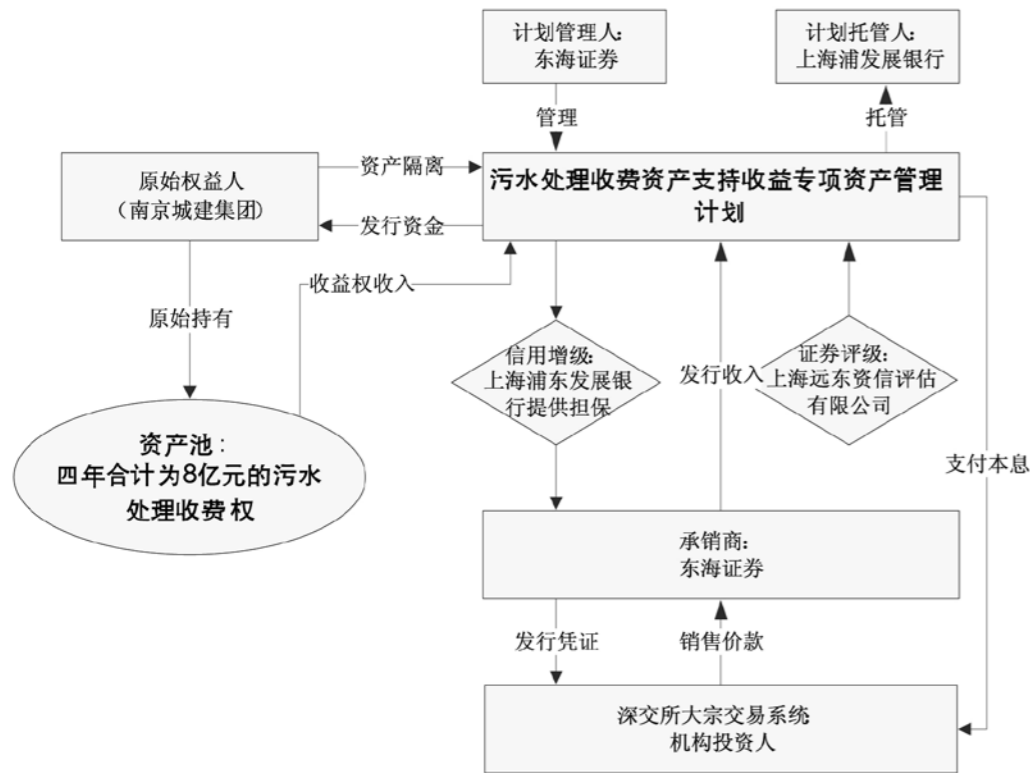 计划管理人:
东海证券
计划托管人:
上海浦发展银行
管理
托管
原始权益人
（南京城建集团)
资产隔离
发行资金
污水处理收费资产支持收益专项资产管理
计划
收益权收入
原始持有
信用增级:
上海浦东发展银
行提供担保
发行收入
证券评级:
上海远东资信评估
有限公司
资产池:
四年合计为8亿元的污水
处理收费权
支付本息
承销商:
东海证券
发行凭证
销售价款
深交所大宗交易系统
机构投资人